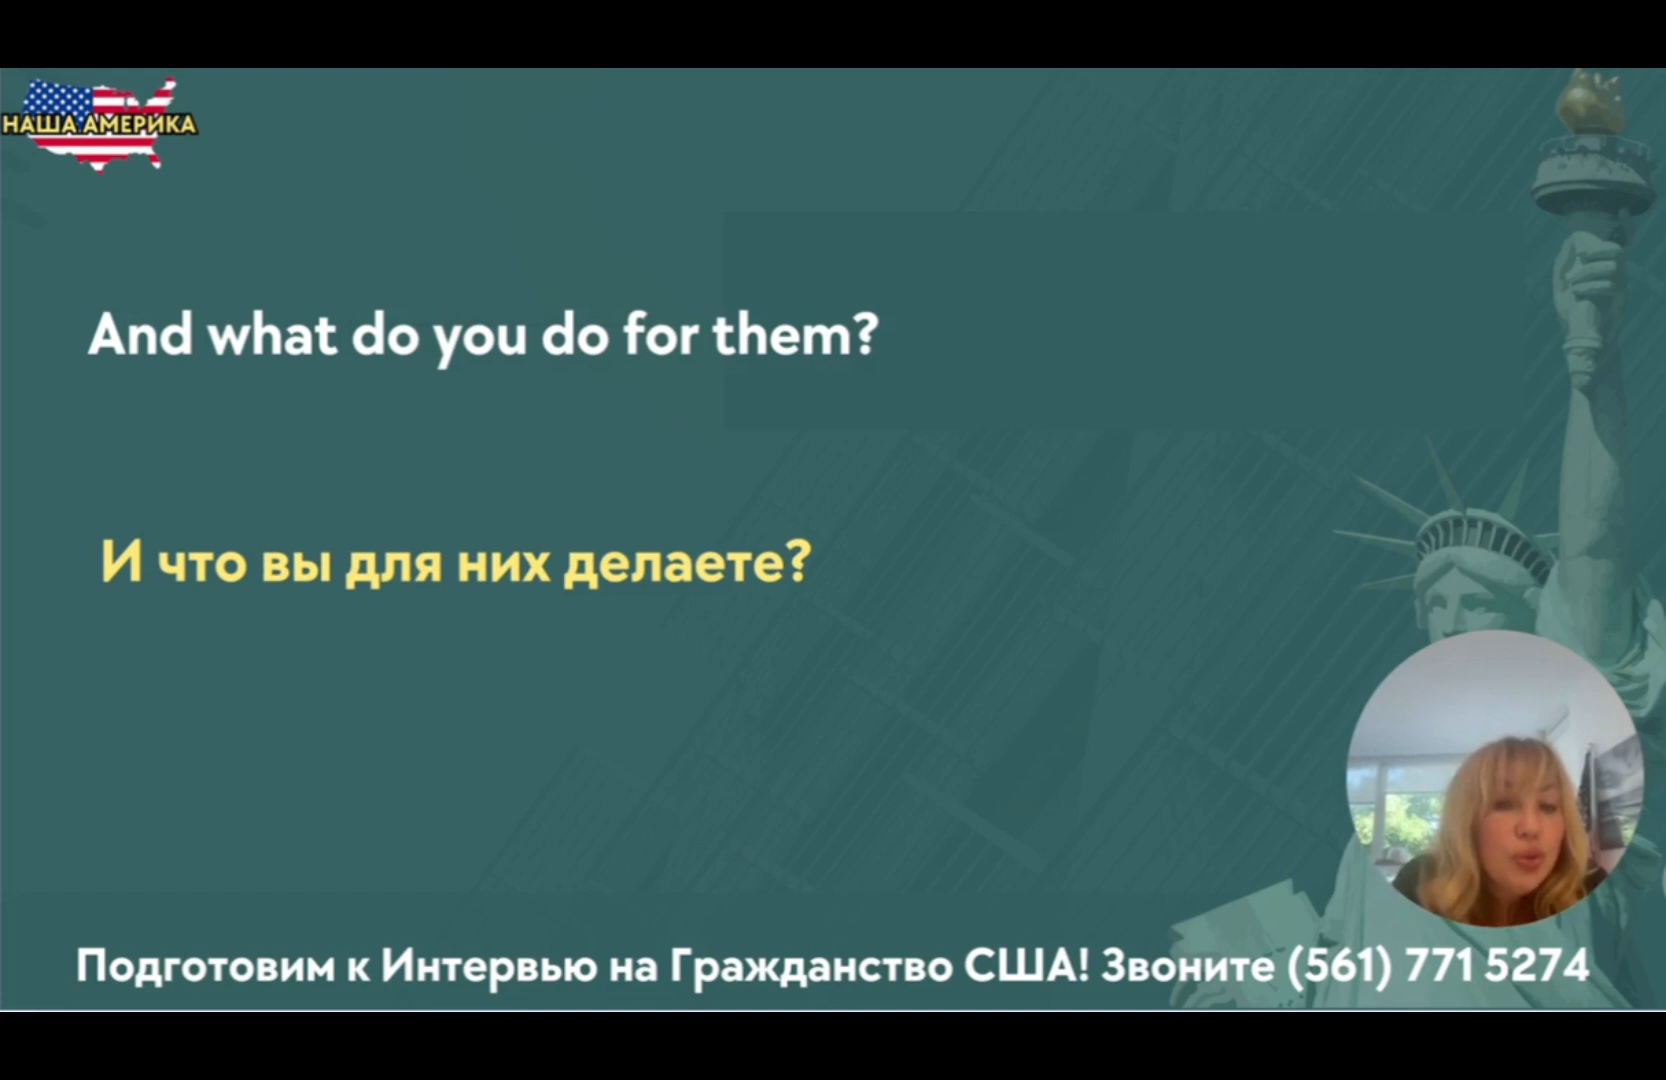 НАША АМЕРИКА
And what do you do for them?
И что вы для них делаете?
Подготовим к Интервью на Гражданство США! Звоните (561) 771 5274